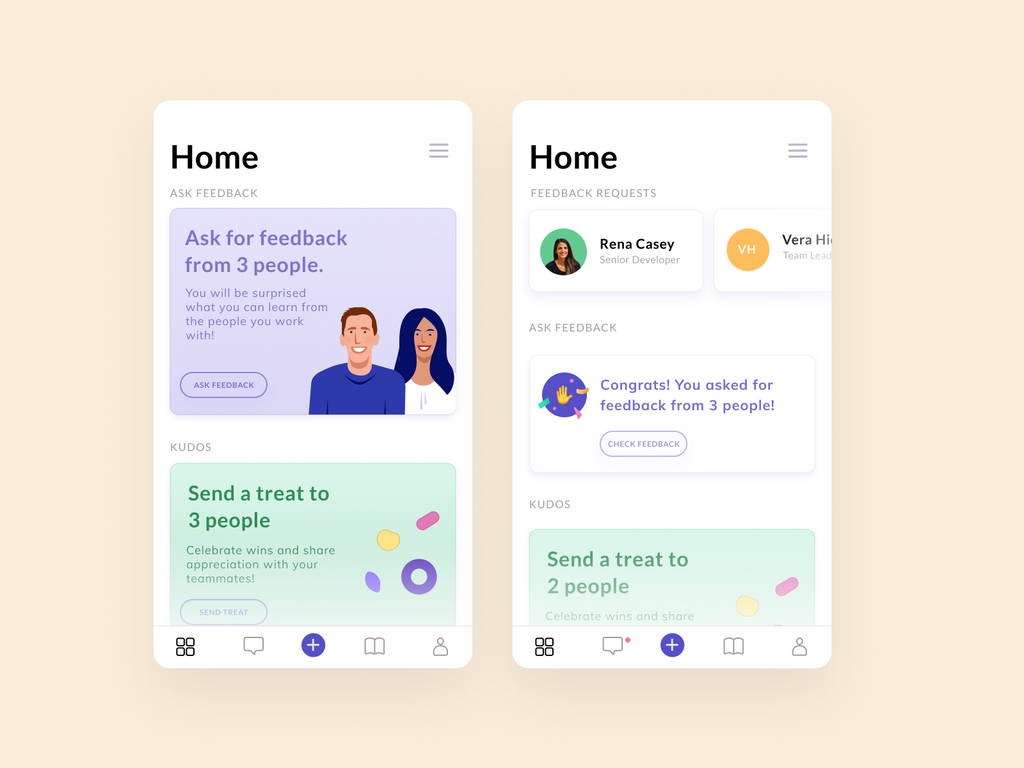 Home
ASK FEEDBACK
Ask for feedback
from 3 people.
You will be surprised
what you can learn from
the people you work
with!
ASK FEEDBACK
KUDOS
Send a treat to
3 people
Celebrate wins and share
appreciation with your
teammates!
SEND TREAT
Home
FEEDBACK REQUESTS
Rena Casey
Senior Developer
VH
Vera Hi
Team Lead
ASK FEEDBACK
Congrats! You asked for
feedback from 3 people!
CHECK FEEDBACK
KUDOS
Send a treat to
2 people
Celebrate wins and share